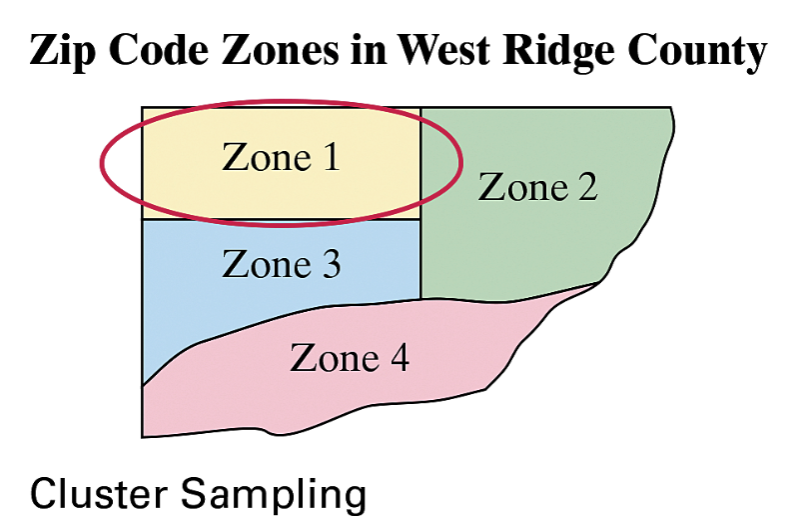 Zip Code Zones in West Ridge County
Zone 1
Zone 2
Zone 3
Zone 4
Cluster Sampling